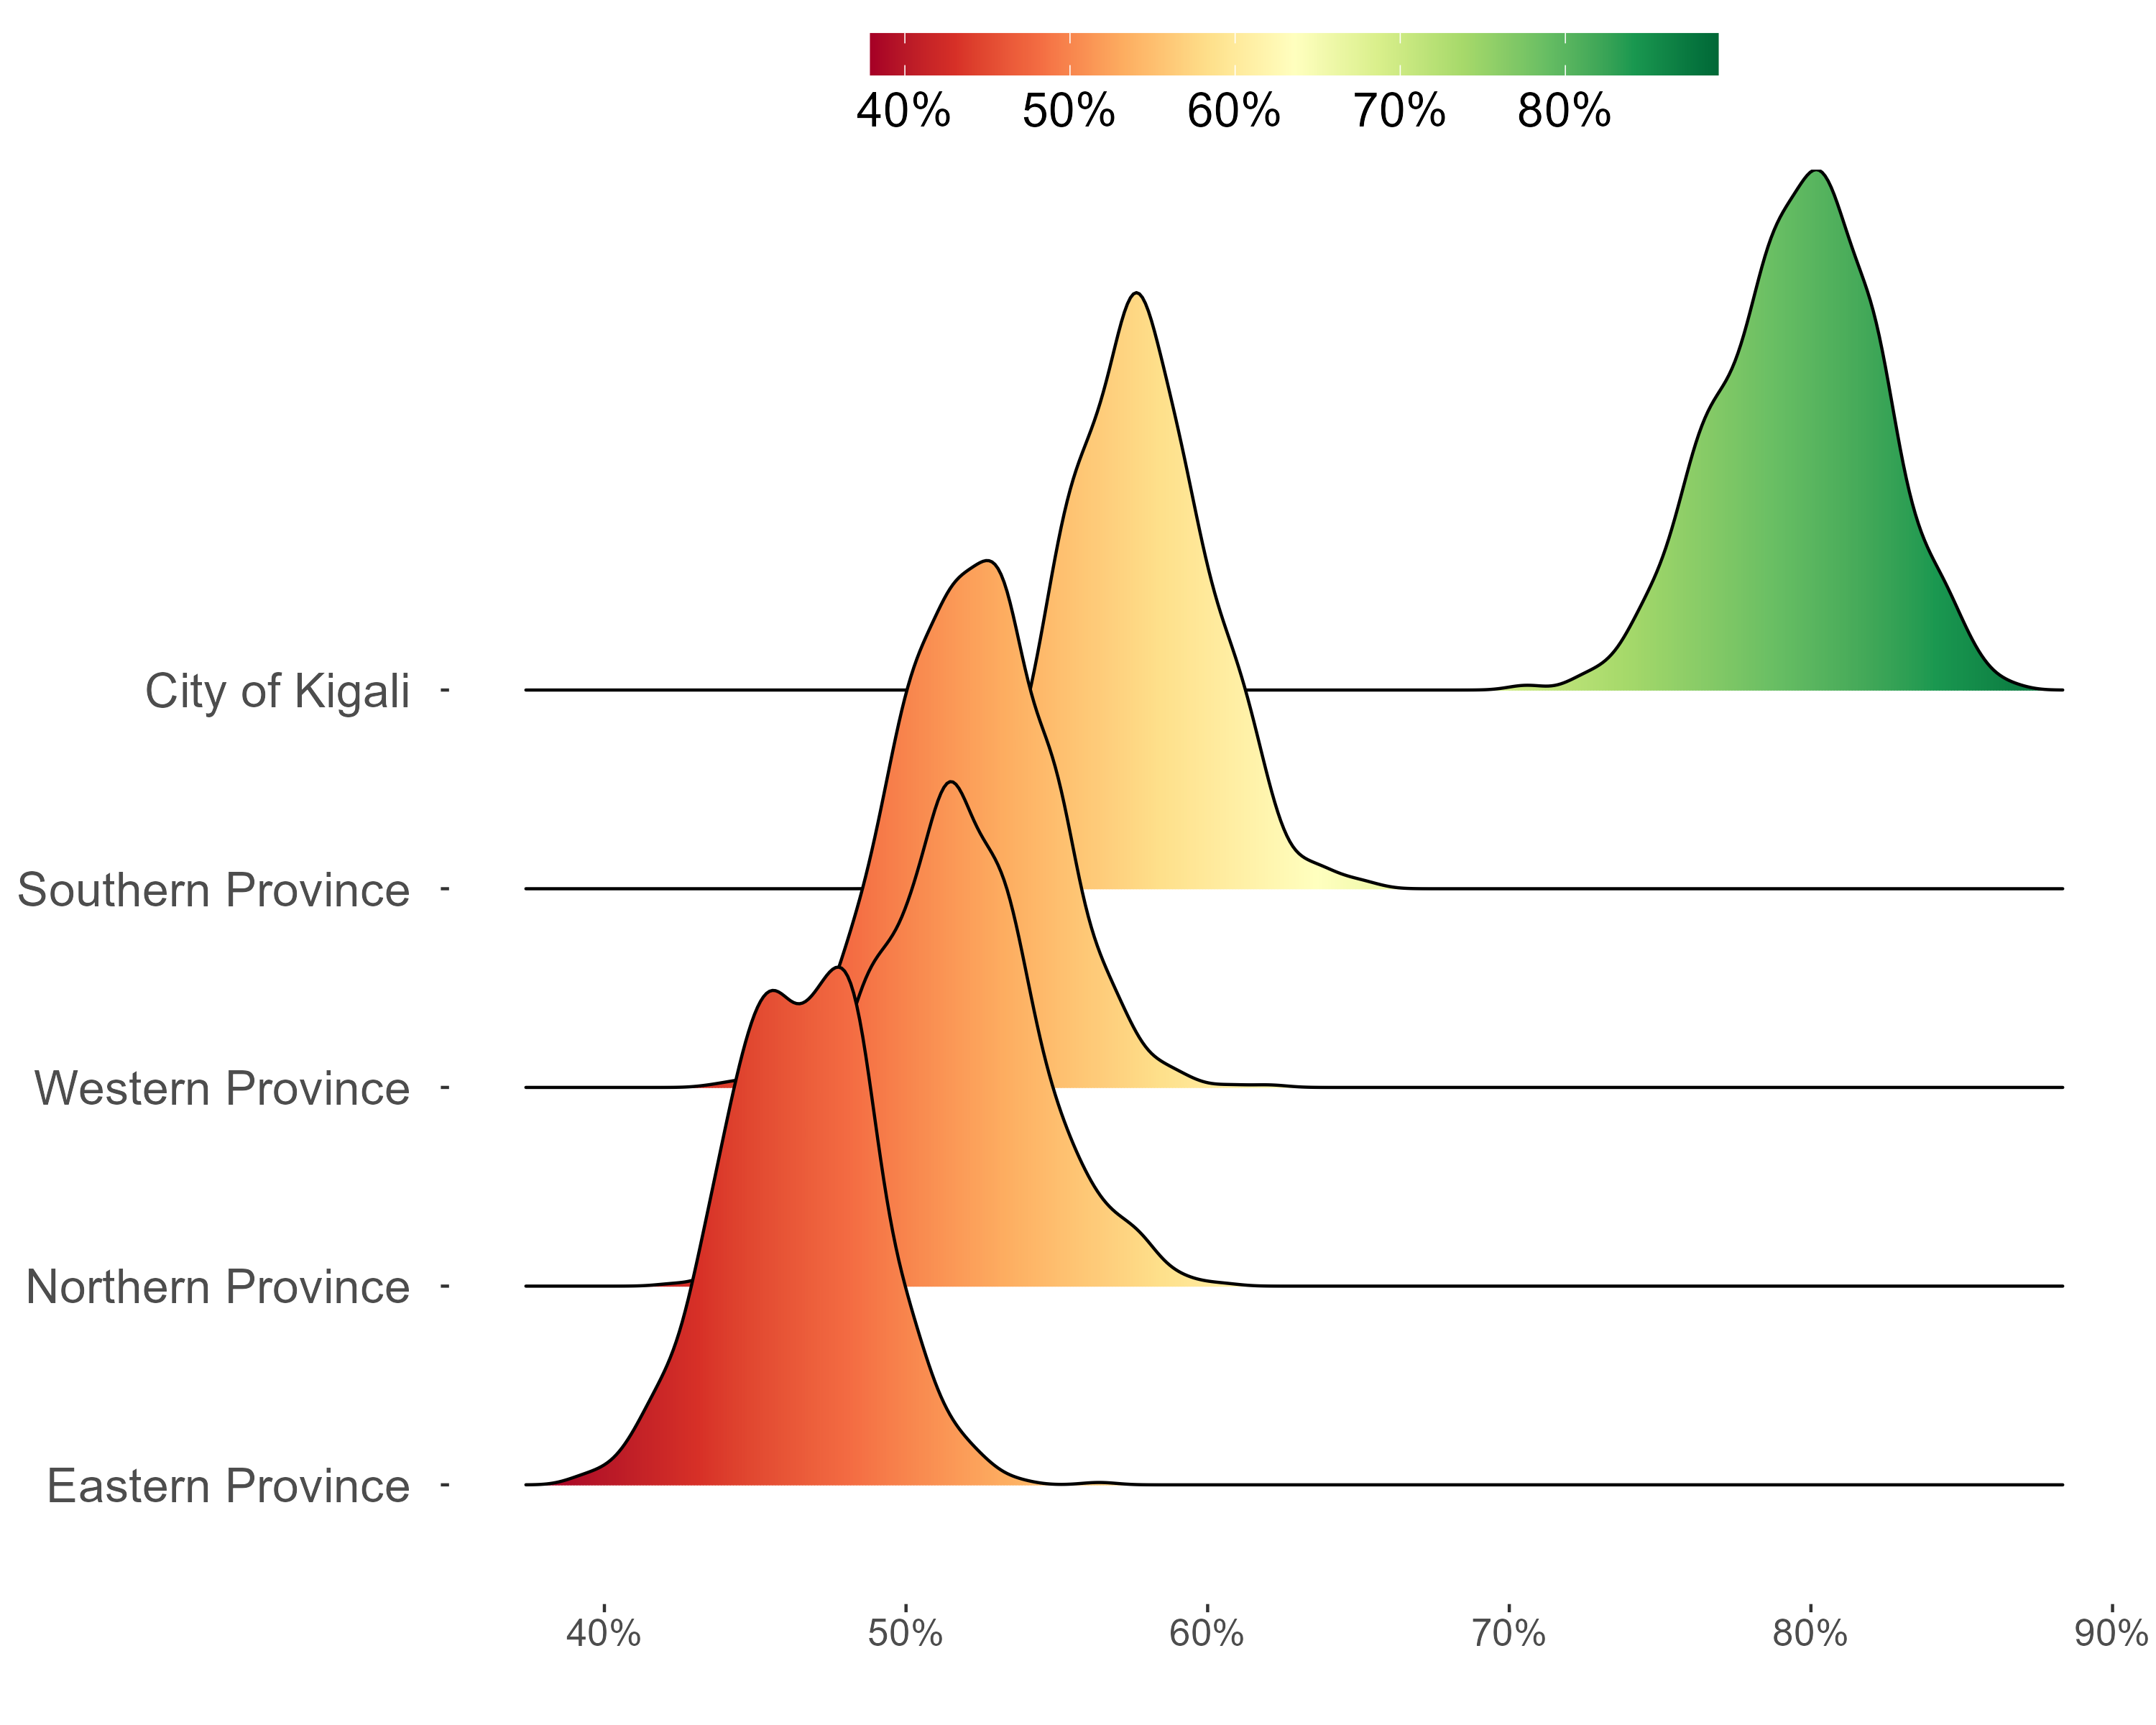 40% 50% 60% 70% 80%
City of Kigali
Southern Province
Western Province
Northern Province
Eastern Province
40% 50% 60% 70% 80% 90%